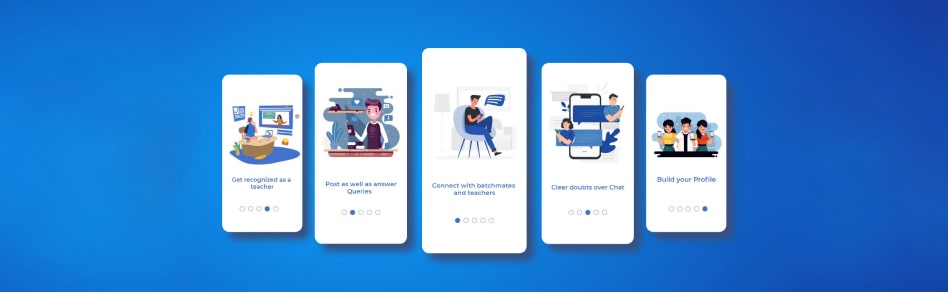 Get recognized as a
teacher
Post as well as answer
Queries
Connect with batchmates
and teachers
Clear doubts over Chat
Build your Profile